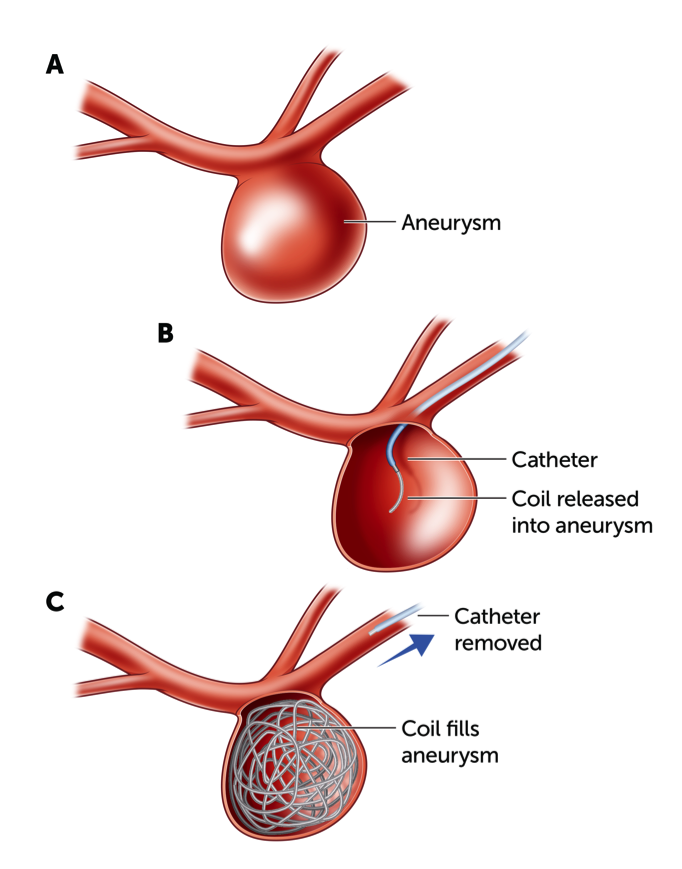 A
Aneurysm
B
Catheter
Coil released
into aneurysm
C
Catheter
removed
Coil fills
aneurysm